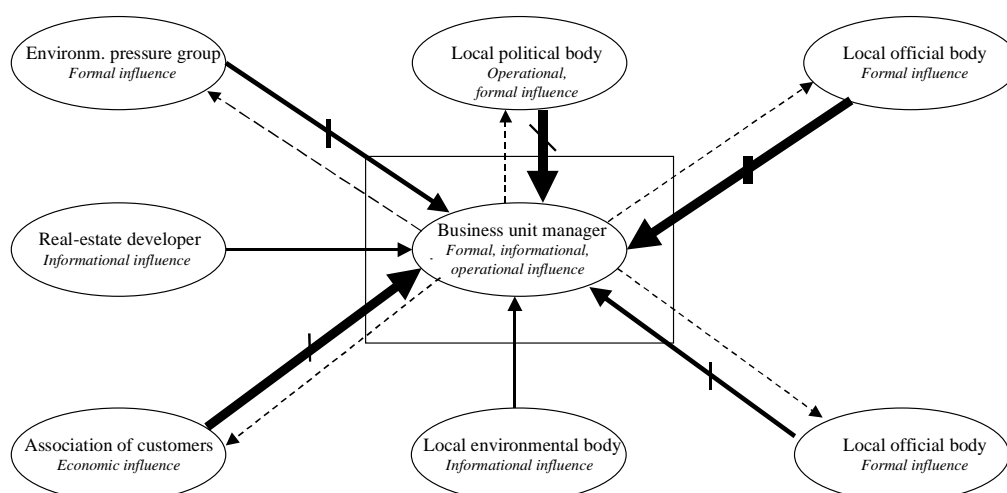 Environm. pressure group
Formal influence
Local political body
Operational,
formal influence
Local official body
Formal influence
Real-estate developer
Informational influence
Business unit manager
Formal, informational,
operational influence
Association of customers
Economic influence
Local environmental body
Informational influence
Local official body
Formal influence